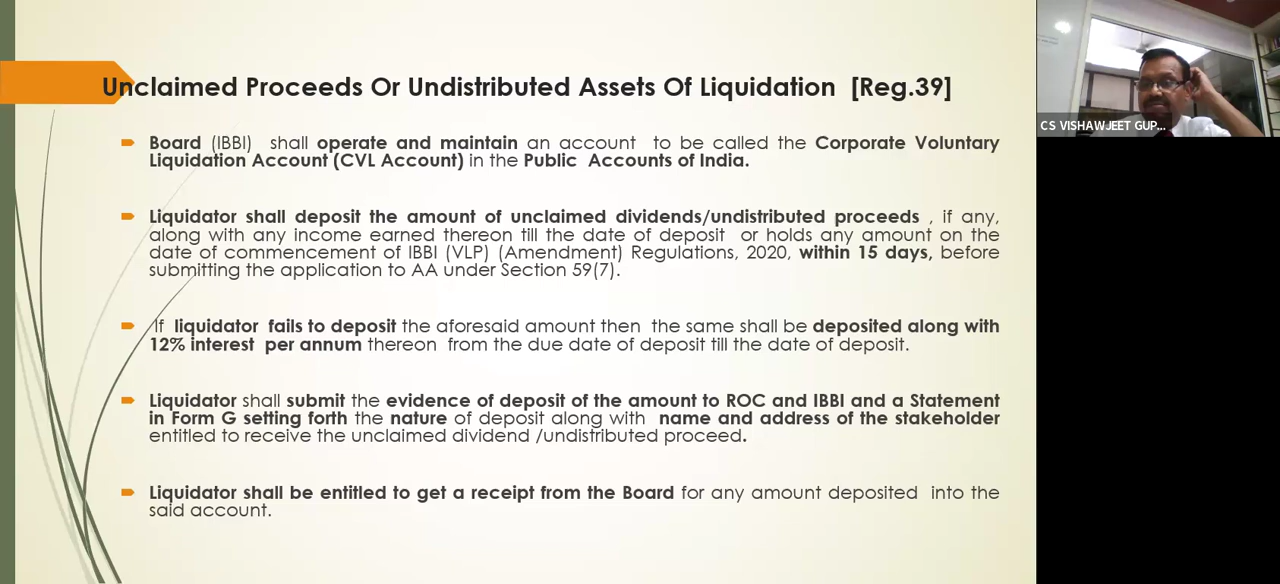 Unclaimed Proceeds Or Undistributed Assets Of Liquidation [Reg.39]
Board (IBBI) shall operate and maintain an account to be called the Corporate Voluntary
Liquidation Account (CVL Account) in the Public Accounts of India.
Liquidator shall deposit the amount of unclaimed dividends/undistributed proceeds , if any,
along with any income earned thereon till the date of deposit or holds any amount on the
date of commencement of IBBI (VLP) (Amendment) Regulations, 2020, within 15 days, before
submitting the application to AA under Section 59(7).
If liquidator fails to deposit the aforesaid amount then the same shall be deposited along with
12% interest per annum thereon from the due date of deposit till the date of deposit.
Liquidator shall submit the evidence of deposit of the amount to ROC and IBBI and a Statement
in Form G setting forth the nature of deposit along with name and address of the stakeholder
entitled to receive the unclaimed dividend /undistributed proceed.
Liquidator shall be entitled to get a receipt from the Board for any amount deposited into the
said account.
CS VISHAWJEET GUP...